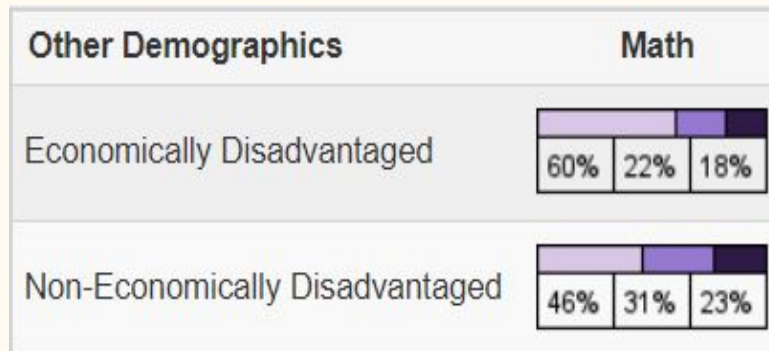 Other Demographics Math
Economically Disadvantaged 60% 22% 18%
Non-Economically Disadvantaged 46% 31% 23%